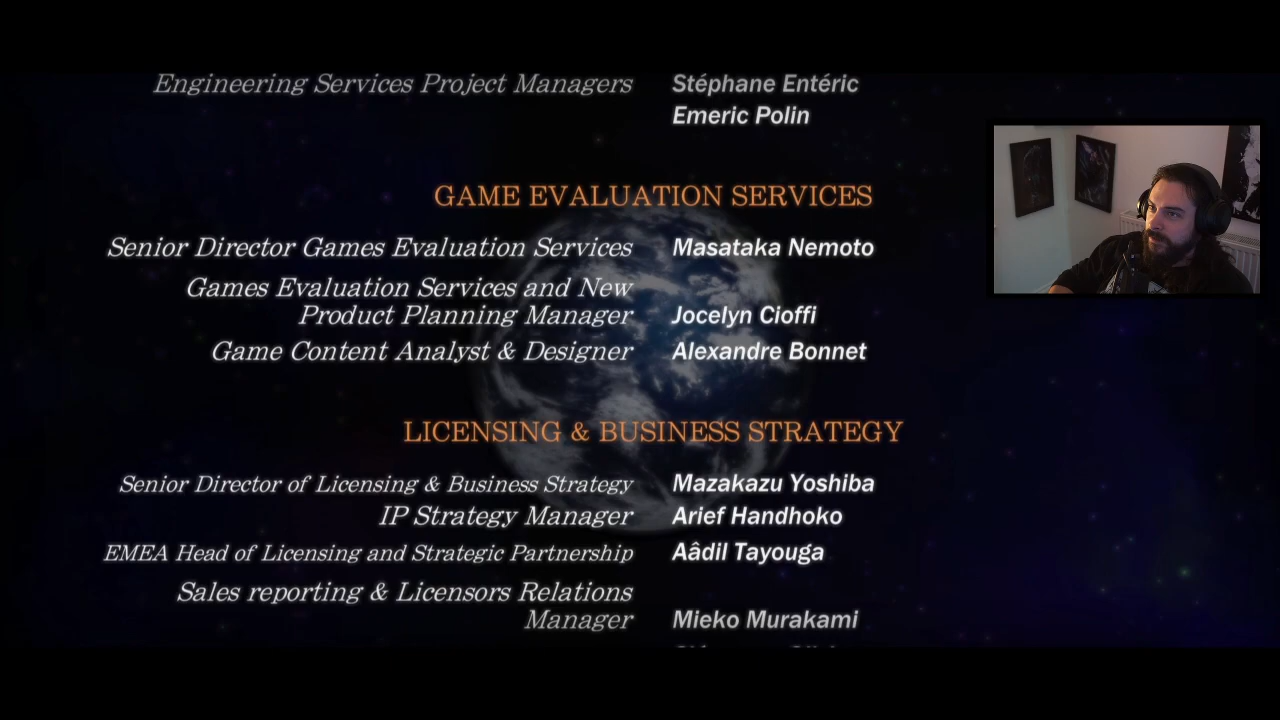 Engineering Services Project Managers Stéphane Entéric
Emeric Polin
GAME EVALUATION SERVICES
Senior Director Games Evaluation Services Masataka Nemoto
Games Evaluation Services and New
Product Planning Manager Jocelyn Cioffi
Game Content Analyst & Designer Alexandre Bonnet
LICENSING & BUSINESS STRATEGY
Senior Director of Licensing & Business Strategy Mazakazu Yoshiba
IP Strategy Manager Arief Handhoko
EMEA Head of Licensing and Strategic Partnership Aâdil Tayouga
Sales reporting & Licensors Relations
Manager Mieko Murakami